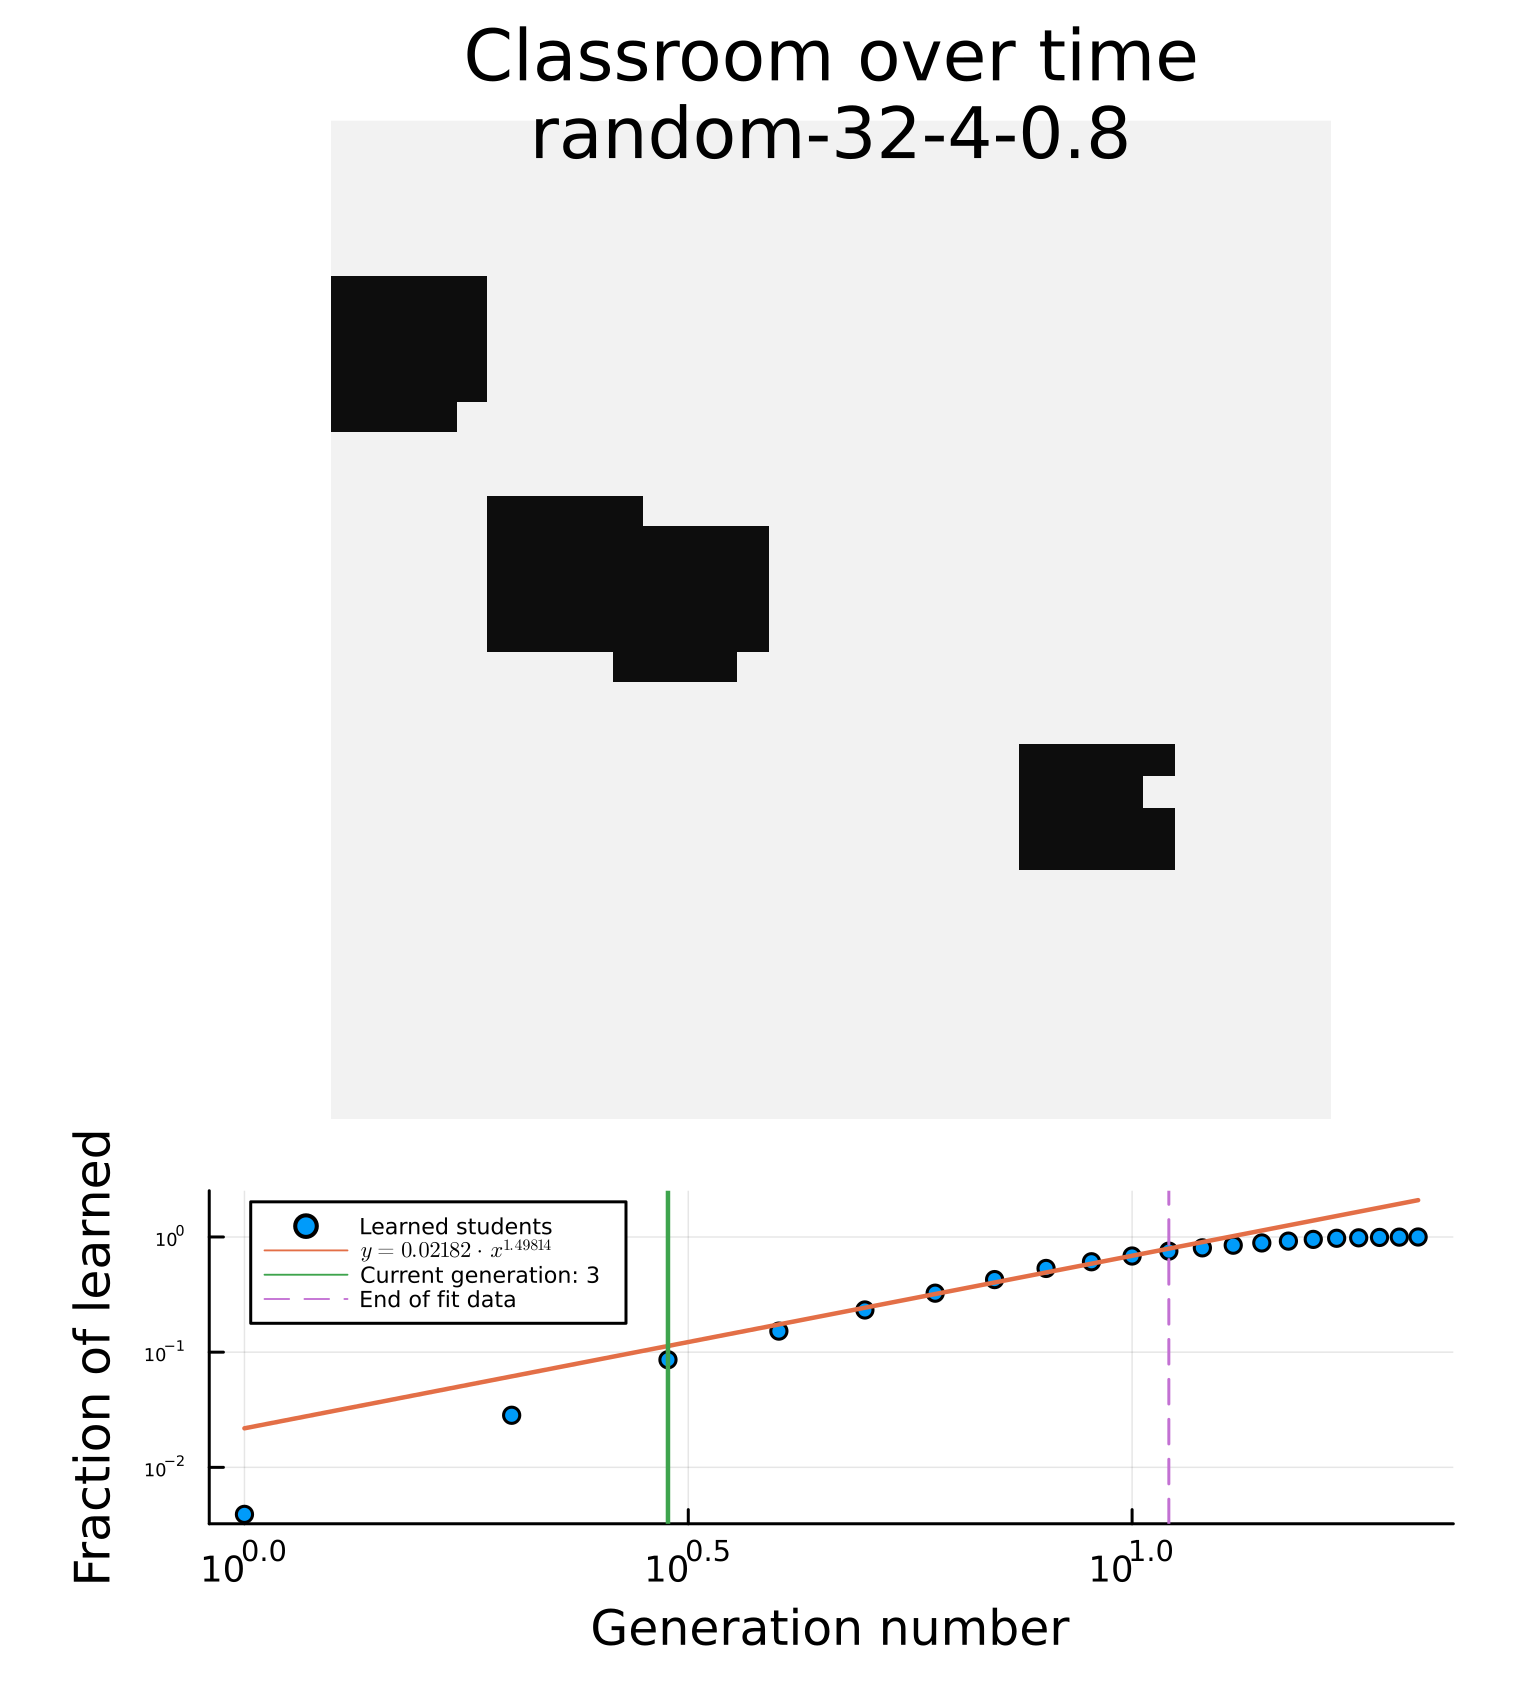 Classroom over time
random-32-4-0.8
Fraction of learned
10^0
10^−1
10^−2
Learned students
y = 0.02182 · x^1.49814
Current generation: 3
End of fit data
10^0.0
10^0.5
10^1.0
Generation number